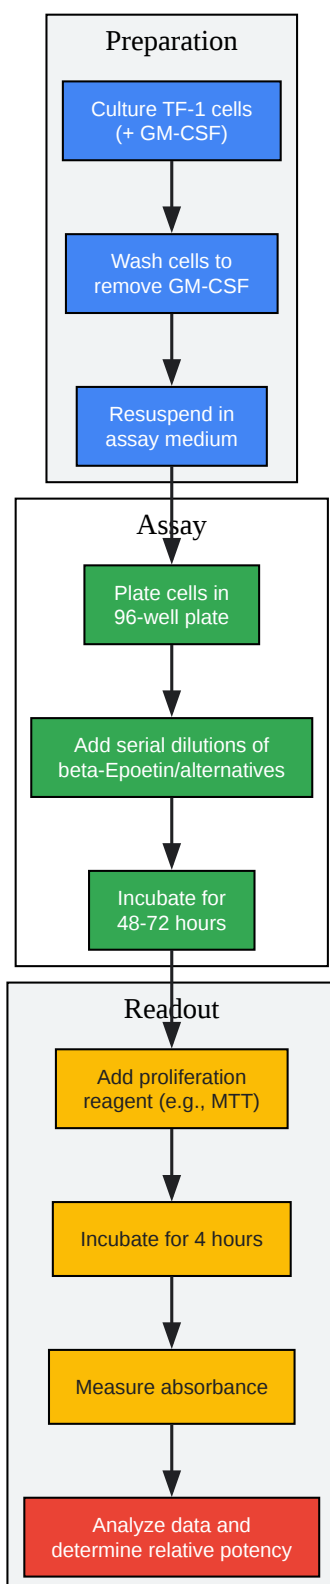 Preparation
Culture TF-1 cells
(+ GM-CSF)
Wash cells to
remove GM-CSF
Resuspend in
assay medium
Assay
Plate cells in
96-well plate
Add serial dilutions of
beta-Epoetin/alternatives
Incubate for
48-72 hours
Readout
Add proliferation
reagent (e.g., MTT)
Incubate for 4 hours
Measure absorbance
Analyze data and
determine relative potency